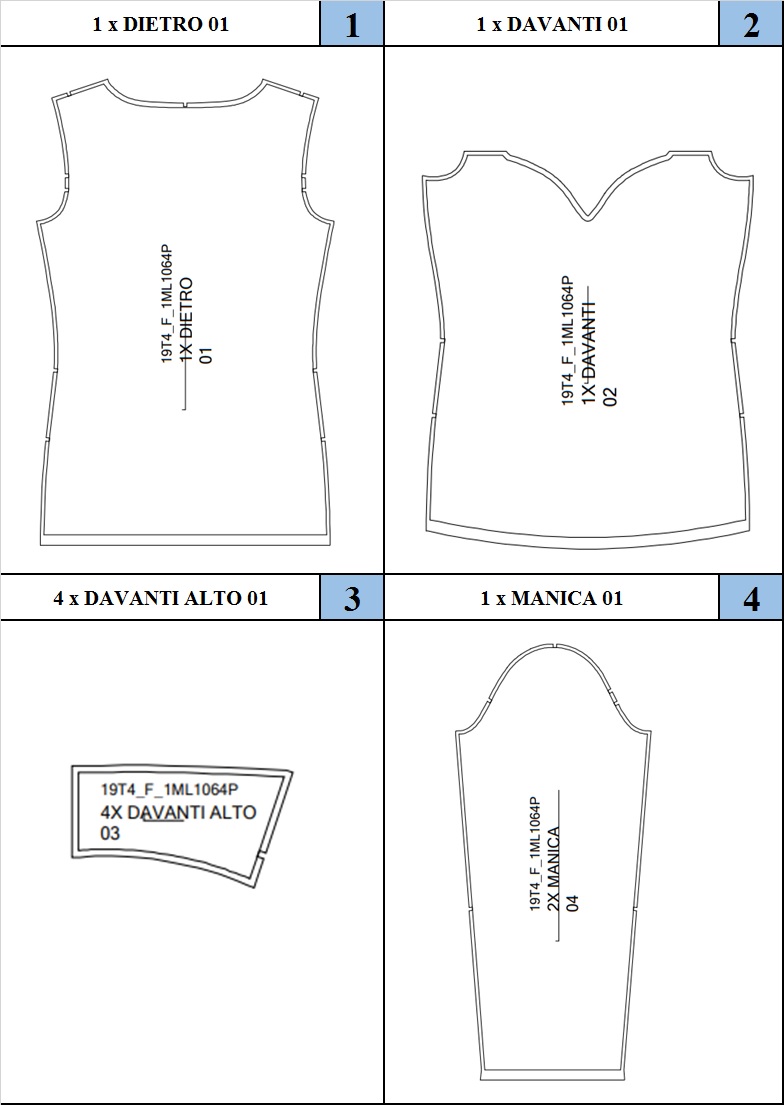 1 x DIETRO 01
1
1 x DAVANTI 01
2
19T4_F_1ML1064P
1X DIETRO
01
19T4_F_1ML1064P
1X DAVANTI
02
4 x DAVANTI ALTO 01
3
1 x MANICA 01
4
19T4_F_1ML1064P
4X DAVANTI ALTO
03
19T4_F_1ML1064P
2X MANICA
04